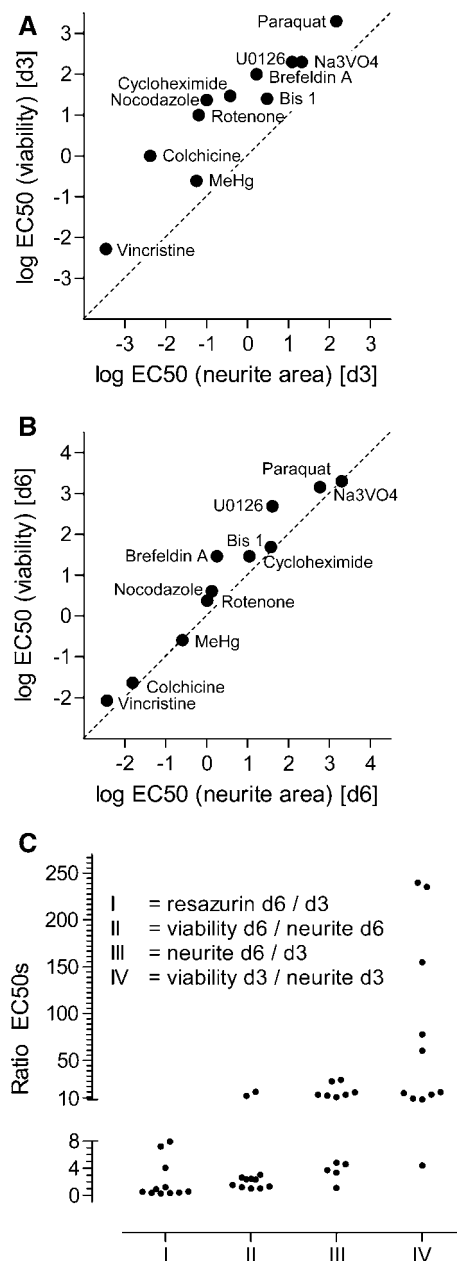 A
log EC50 (viability) [d3]
3
2
1
0
-1
-2
-3
Paraquat
U0126
Na3VO4
Brefeldin A
Cycloheximide
Nocodazole
Bis 1
Rotenone
Colchicine
MeHg
Vincristine
-3 -2 -1 0 1 2 3
log EC50 (neurite area) [d3]
B
log EC50 (viability) [d6]
4
3
2
1
0
-1
-2
Paraquat
Na3VO4
U0126
Bis 1
Brefeldin A
Cycloheximide
Nocodazole
Rotenone
MeHg
Colchicine
Vincristine
-2 -1 0 1 2 3 4
log EC50 (neurite area) [d6]
C
Ratio EC50s
250
200
150
100
50
10
8
4
0
I = resazurin d6 / d3
II = viability d6 / neurite d6
III = neurite d6 / d3
IV = viability d3 / neurite d3
I II III IV